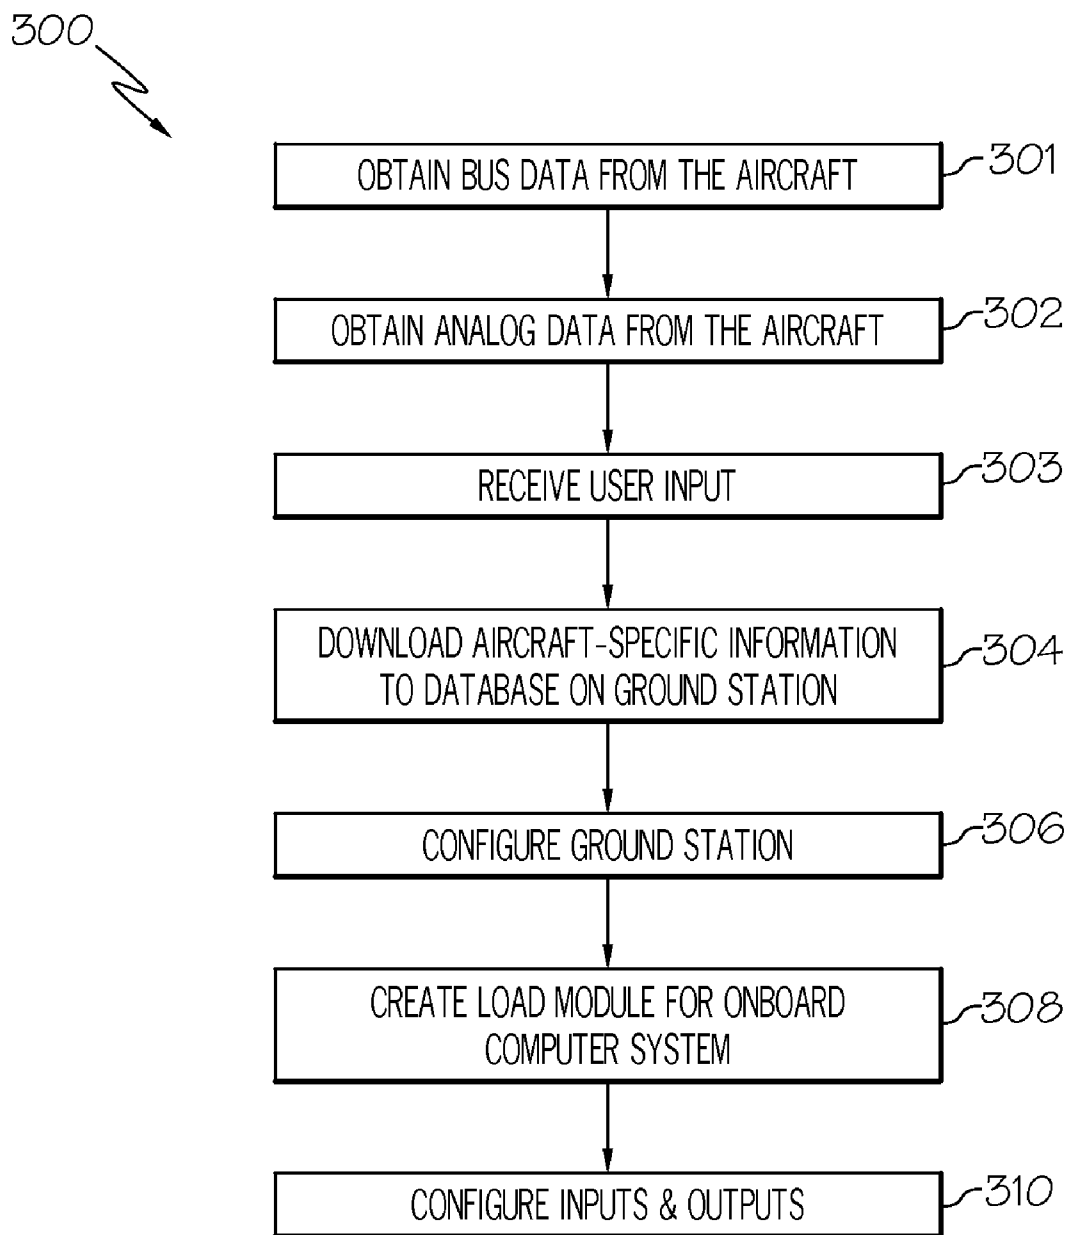 300
OBTAIN BUS DATA FROM THE AIRCRAFT
301
OBTAIN ANALOG DATA FROM THE AIRCRAFT
302
RECEIVE USER INPUT
303
DOWNLOAD AIRCRAFT-SPECIFIC INFORMATION
TO DATABASE ON GROUND STATION
304
CONFIGURE GROUND STATION
306
CREATE LOAD MODULE FOR ONBOARD
COMPUTER SYSTEM
308
CONFIGURE INPUTS & OUTPUTS
310